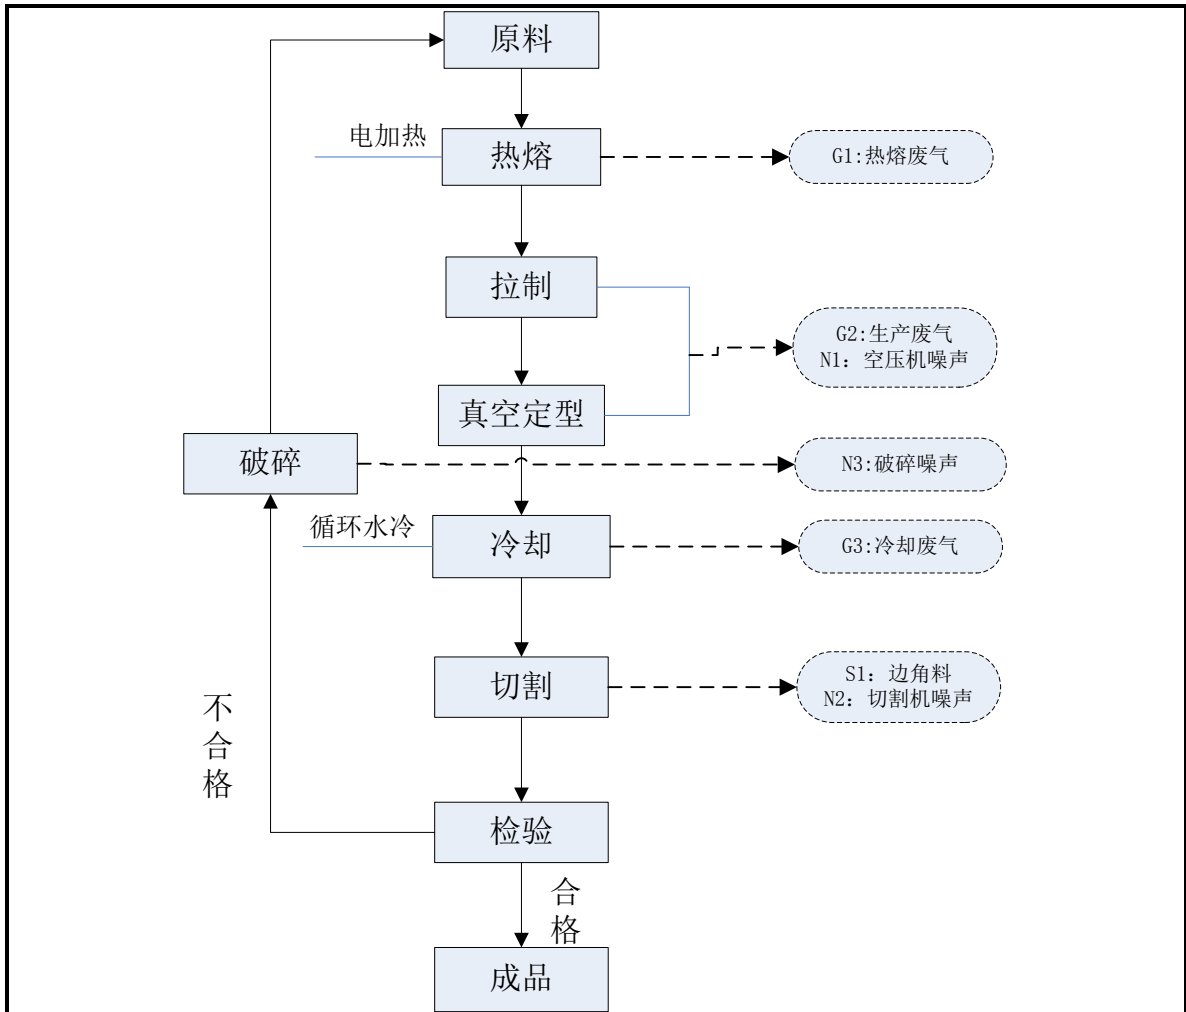 原料
电加热
热熔
G1:热熔废气
拉制
G2:生产废气
N1：空压机噪声
真空定型
破碎
N3:破碎噪声
循环水冷
冷却
G3:冷却废气
切割
S1：边角料
N2：切割机噪声
不
合
格
检验
合
格
成品